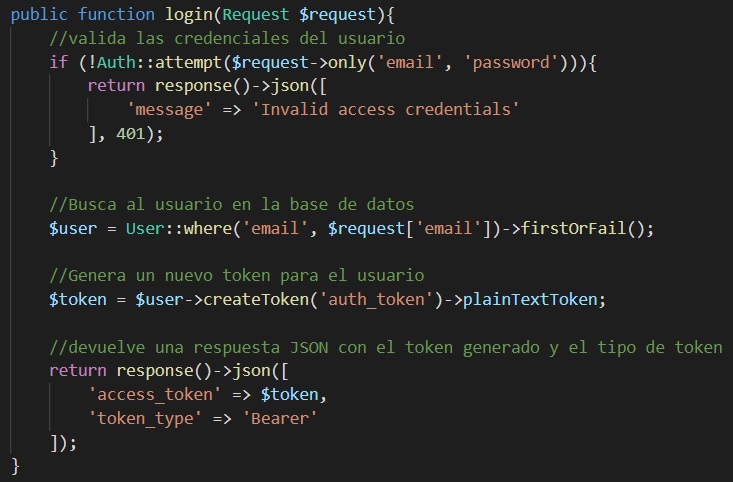 public function login(Request $request){
//valida las credenciales del usuario
if (!Auth::attempt($request->only('email', 'password'))){
return response()->json([
'message' => 'Invalid access credentials'
], 401);
}
//Busca al usuario en la base de datos
$user = User::where('email', $request['email'])->firstOrFail();
//Genera un nuevo token para el usuario
$token = $user->createToken('auth_token')->plainTextToken;
//devuelve una respuesta JSON con el token generado y el tipo de token
return response()->json([
'access_token' => $token,
'token_type' => 'Bearer'
]);
}